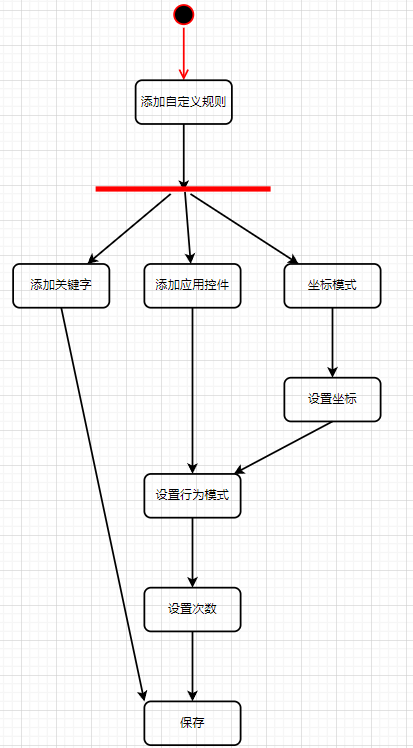 添加自定义规则
添加关键字
添加应用控件
坐标模式
设置坐标
设置行为模式
设置次数
保存